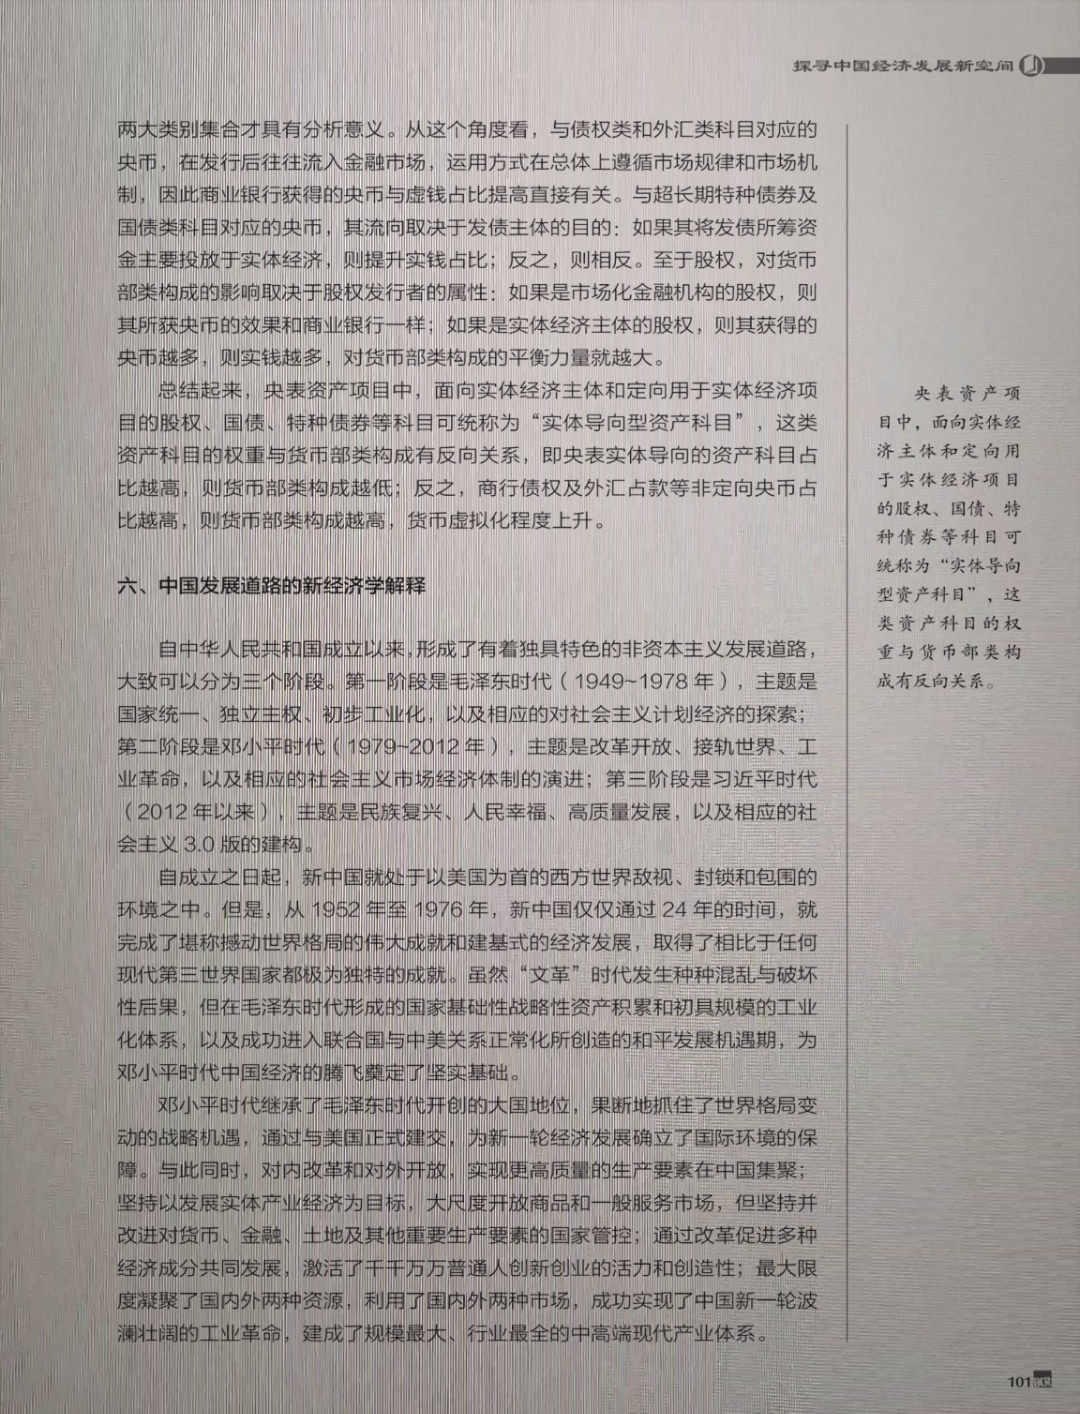 探寻中国经济发展新空间
两大类别集合才具有分析意义。从这个角度看，与债权类和外汇类科目对应的
央币，在发行后往往流入金融市场，运用方式在总体上遵循市场规律和市场机
制，因此商业银行获得的央币与虚钱占比提高直接有关。与超长期特种债券及
国债类科目对应的央币，其流向取决于发债主体的目的：如果其将发债所筹资
金主要投放于实体经济，则提升实钱占比；反之，则相反。至于股权，对货币
部类构成的影响取决于股权发行者的属性：如果是市场化金融机构的股权，则
其所获央币的效果和商业银行一样；如果是实体经济主体的股权，则其获得的
央币越多，则实钱越多，对货币部类构成的平衡力量就越大。
总结起来，央表资产项目中，面向实体经济主体和定向用于实体经济项
目的股权、国债、特种债券等科目可统称为“实体导向型资产科目”，这类
资产科目的权重与货币部类构成有反向关系，即央表实体导向的资产科目占
比越高，则货币部类构成越低；反之，商行债权及外汇占款等非定向央币占
比越高，则货币部类构成越高，货币虚拟化程度上升。
六、中国发展道路的新经济学解释
自中华人民共和国成立以来，形成了有着独具特色的非资本主义发展道路，
大致可以分为三个阶段。第一阶段是毛泽东时代（1949~1978 年），主题是
国家统一、独立主权、初步工业化，以及相应的对社会主义计划经济的探索；
第二阶段是邓小平时代（1979~2012 年），主题是改革开放、接轨世界、工
业革命，以及相应的社会主义市场经济体制的演进；第三阶段是习近平时代
（2012 年以来），主题是民族复兴、人民幸福、高质量发展，以及相应的社
会主义 3.0 版的建构。
自成立之日起，新中国就处于以美国为首的西方世界敌视、封锁和包围的
环境之中。但是，从 1952 年至 1976 年，新中国仅仅通过 24 年的时间，就
完成了堪称撼动世界格局的伟大成就和建基式的经济发展，取得了相比于任何
现代第三世界国家都极为独特的成就。虽然“文革”时代发生种种混乱与破坏
性后果，但在毛泽东时代形成的国家基础性战略性资产积累和初具规模的工业
化体系，以及成功进入联合国与中美关系正常化所创造的和平发展机遇期，为
邓小平时代中国经济的腾飞奠定了坚实基础。
邓小平时代继承了毛泽东时代开创的大国地位，果断地抓住了世界格局变
动的战略机遇，通过与美国正式建交，为新一轮经济发展确立了国际环境的保
障。与此同时，对内改革和对外开放，实现更高质量的生产要素在中国集聚；
坚持以发展实体产业经济为目标，大尺度开放商品和一般服务市场，但坚持并
改进对货币、金融、土地及其他重要生产要素的国家管控；通过改革促进多种
经济成分共同发展，激活了千千万万普通人创新创业的活力和创造性；最大限
度凝聚了国内外两种资源，利用了国内外两种市场，成功实现了中国新一轮波
澜壮阔的工业革命，建成了规模最大、行业最全的中高端现代产业体系。
央表资产项
目中，面向实体经
济主体和定向用
于实体经济项目
的股权、国债、特
种债券等科目可
统称为“实体导向
型资产科目”，这
类资产科目的权
重与货币部类构
成有反向关系。
101